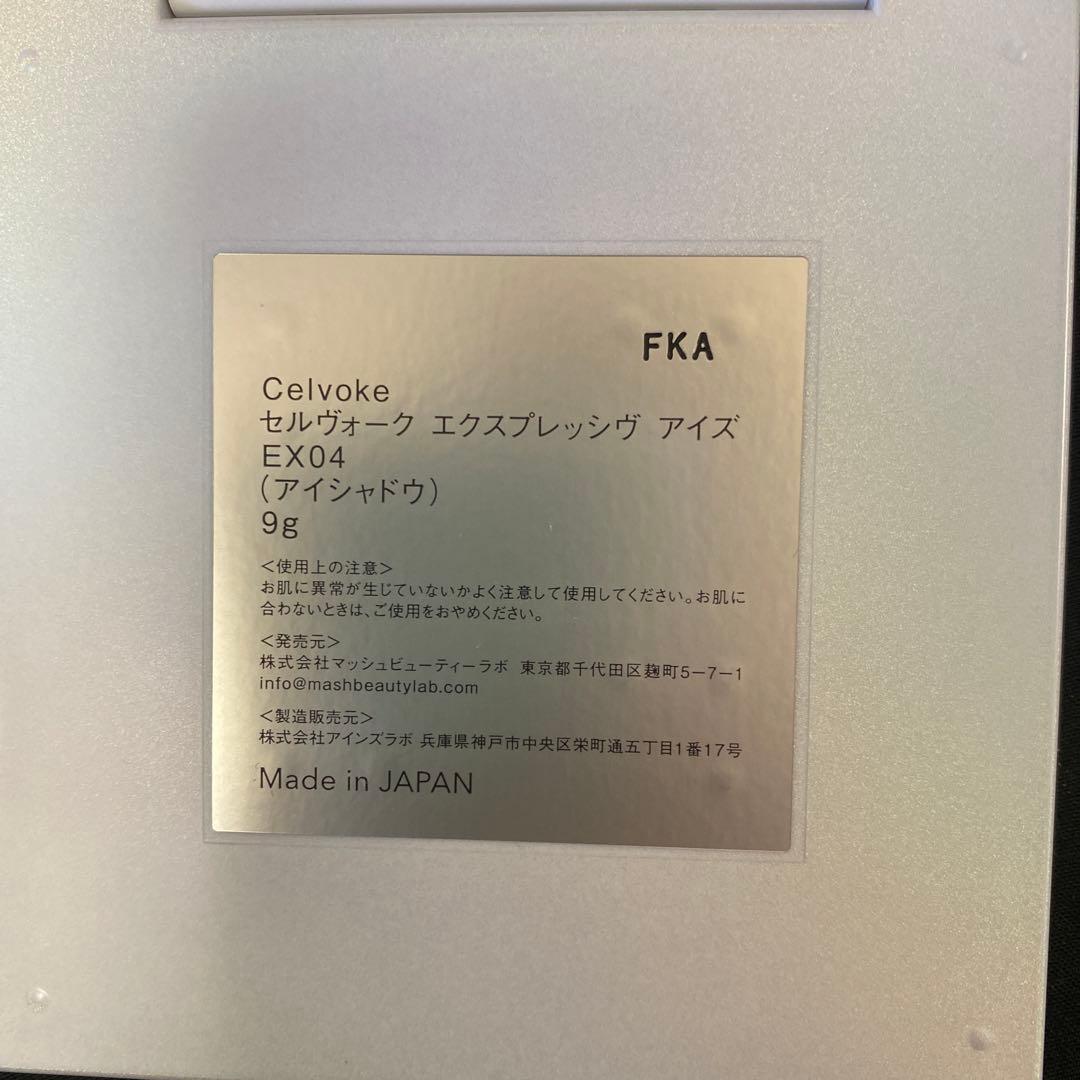 FKA
Celvoke
セルヴォーク エクスプレッシヴ アイズ
EX04
(アイシャドウ)
9g
＜使用上の注意＞
お肌に異常が生じていないかよく注意して使用してください。お肌に
合わないときは、ご使用をおやめください。
＜発売元＞
株式会社マッシュビューティーラボ 東京都千代田区麹町5-7-1
info@mashbeautylab.com
＜製造販売元＞
株式会社アインズラボ 兵庫県神戸市中央区栄町通五丁目1番17号
Made in JAPAN